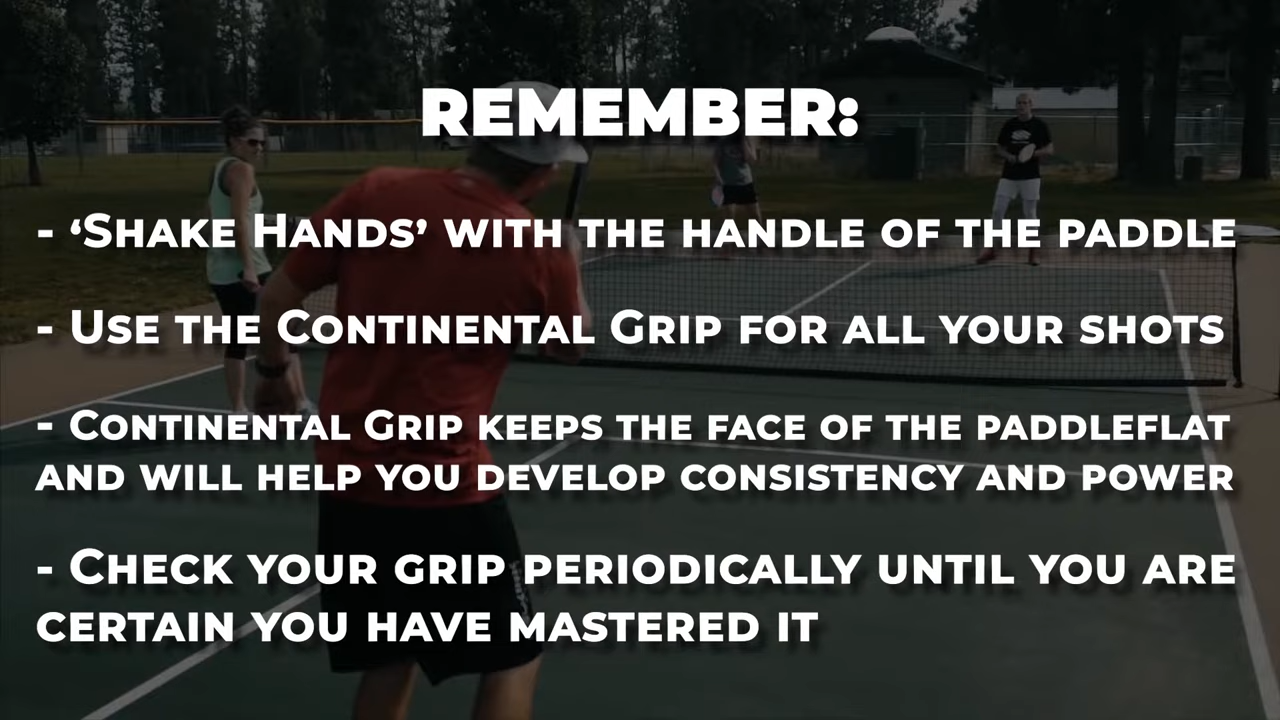 REMEMBER:
- ‘Shake Hands’ with the handle of the paddle
- Use the Continental Grip for all your shots
- Continental Grip keeps the face of the paddleflat
and will help you develop consistency and power
- Check your grip periodically until you are
certain you have mastered it